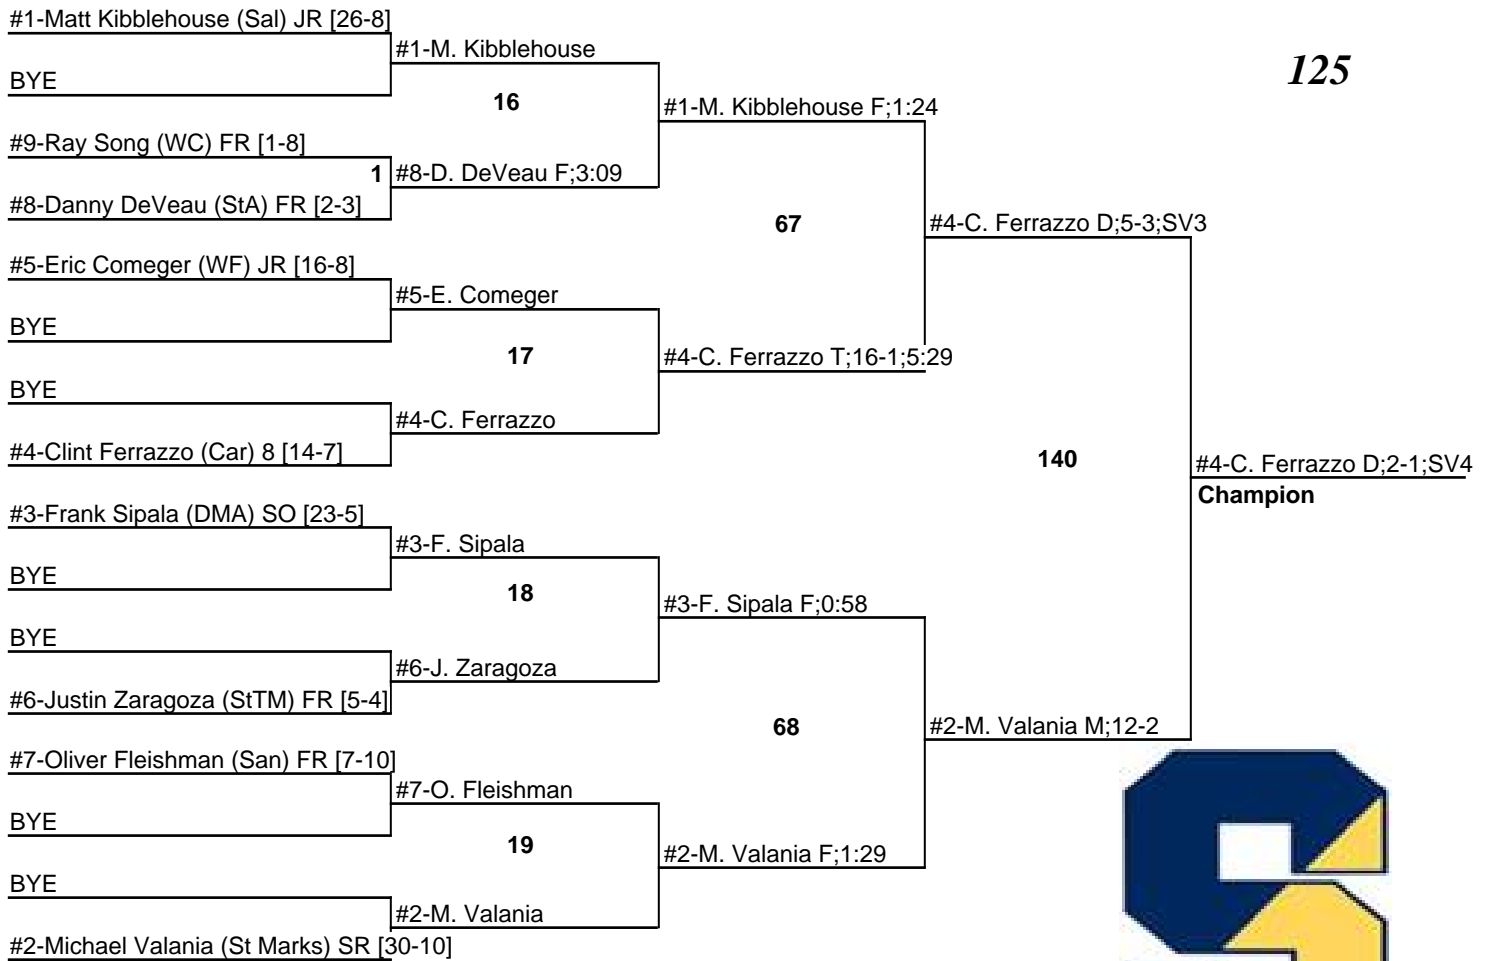 #1-Matt Kibblehouse (Sal) JR [26-8]
#1-M. Kibblehouse
125
BYE
16
#1-M. Kibblehouse F;1:24
#9-Ray Song (WC) FR [1-8]
1
#8-D. DeVeau F;3:09
#8-Danny DeVeau (StA) FR [2-3]
67
#4-C. Ferrazzo D;5-3;SV3
#5-Eric Comeger (WF) JR [16-8]
#5-E. Comeger
BYE
17
#4-C. Ferrazzo T;16-1;5:29
BYE
#4-C. Ferrazzo
#4-Clint Ferrazzo (Car) 8 [14-7]
140
#4-C. Ferrazzo D;2-1;SV4
Champion
#3-Frank Sipala (DMA) SO [23-5]
#3-F. Sipala
BYE
18
#3-F. Sipala F;0:58
BYE
#6-J. Zaragoza
#6-Justin Zaragoza (StTM) FR [5-4]
68
#2-M. Valania M;12-2
#7-Oliver Fleishman (San) FR [7-10]
#7-O. Fleishman
BYE
19
#2-M. Valania F;1:29
BYE
#2-M. Valania
#2-Michael Valania (St Marks) SR [30-10]